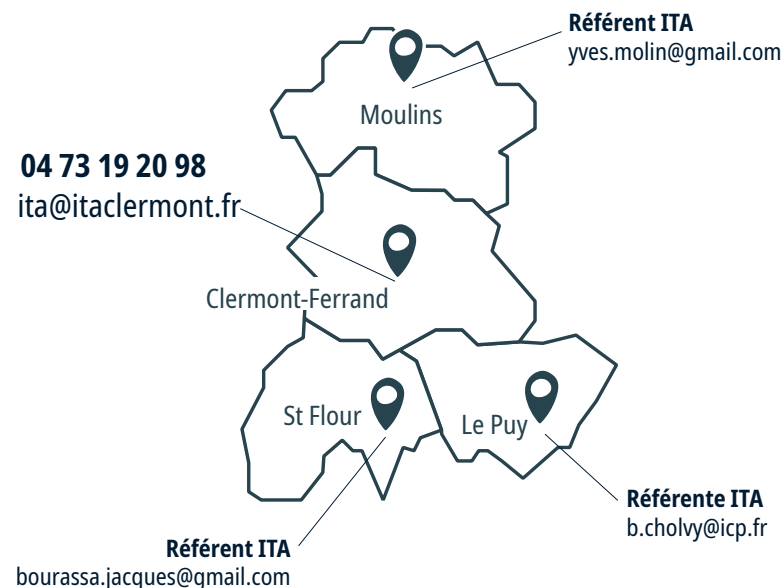 Référent ITA
yves.molin@gmail.com
Moulins
04 73 19 20 98
ita@itaclermont.fr
Clermont-Ferrand
St Flour
Le Puy
Référente ITA
b.cholvy@icp.fr
Référent ITA
bourassa.jacques@gmail.com